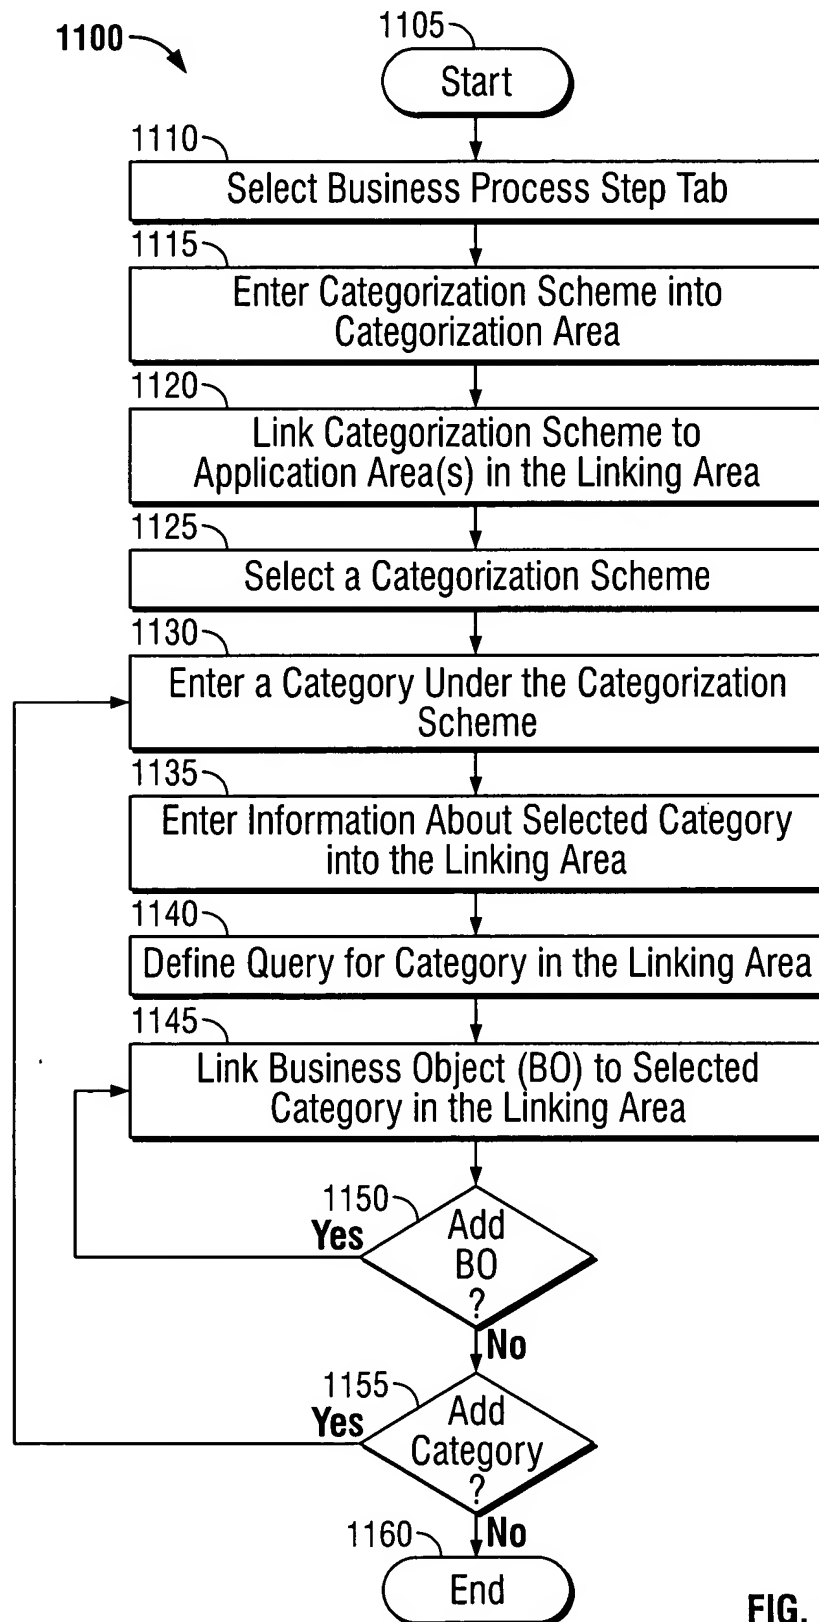 1100
1105
Start
1110
Select Business Process Step Tab
1115
Enter Categorization Scheme into
Categorization Area
1120
Link Categorization Scheme to
Application Area(s) in the Linking Area
1125
Select a Categorization Scheme
1130
Enter a Category Under the Categorization
Scheme
1135
Enter Information About Selected Category
into the Linking Area
1140
Define Query for Category in the Linking Area
1145
Link Business Object (BO) to Selected
Category in the Linking Area
1150
Yes
Add
BO
?
No
1155
Yes
Add
Category
?
No
1160
End
FIG.